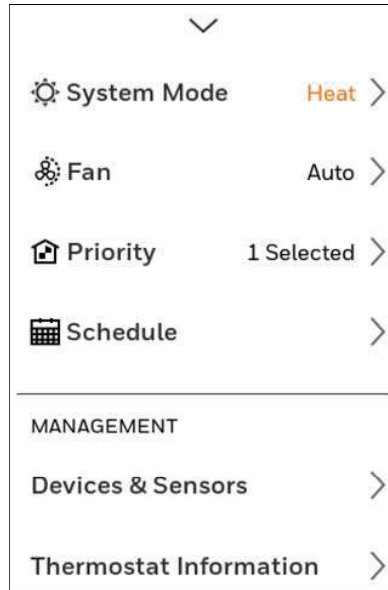 System Mode Heat
Fan Auto
Priority 1 Selected
Schedule
MANAGEMENT
Devices & Sensors
Thermostat Information